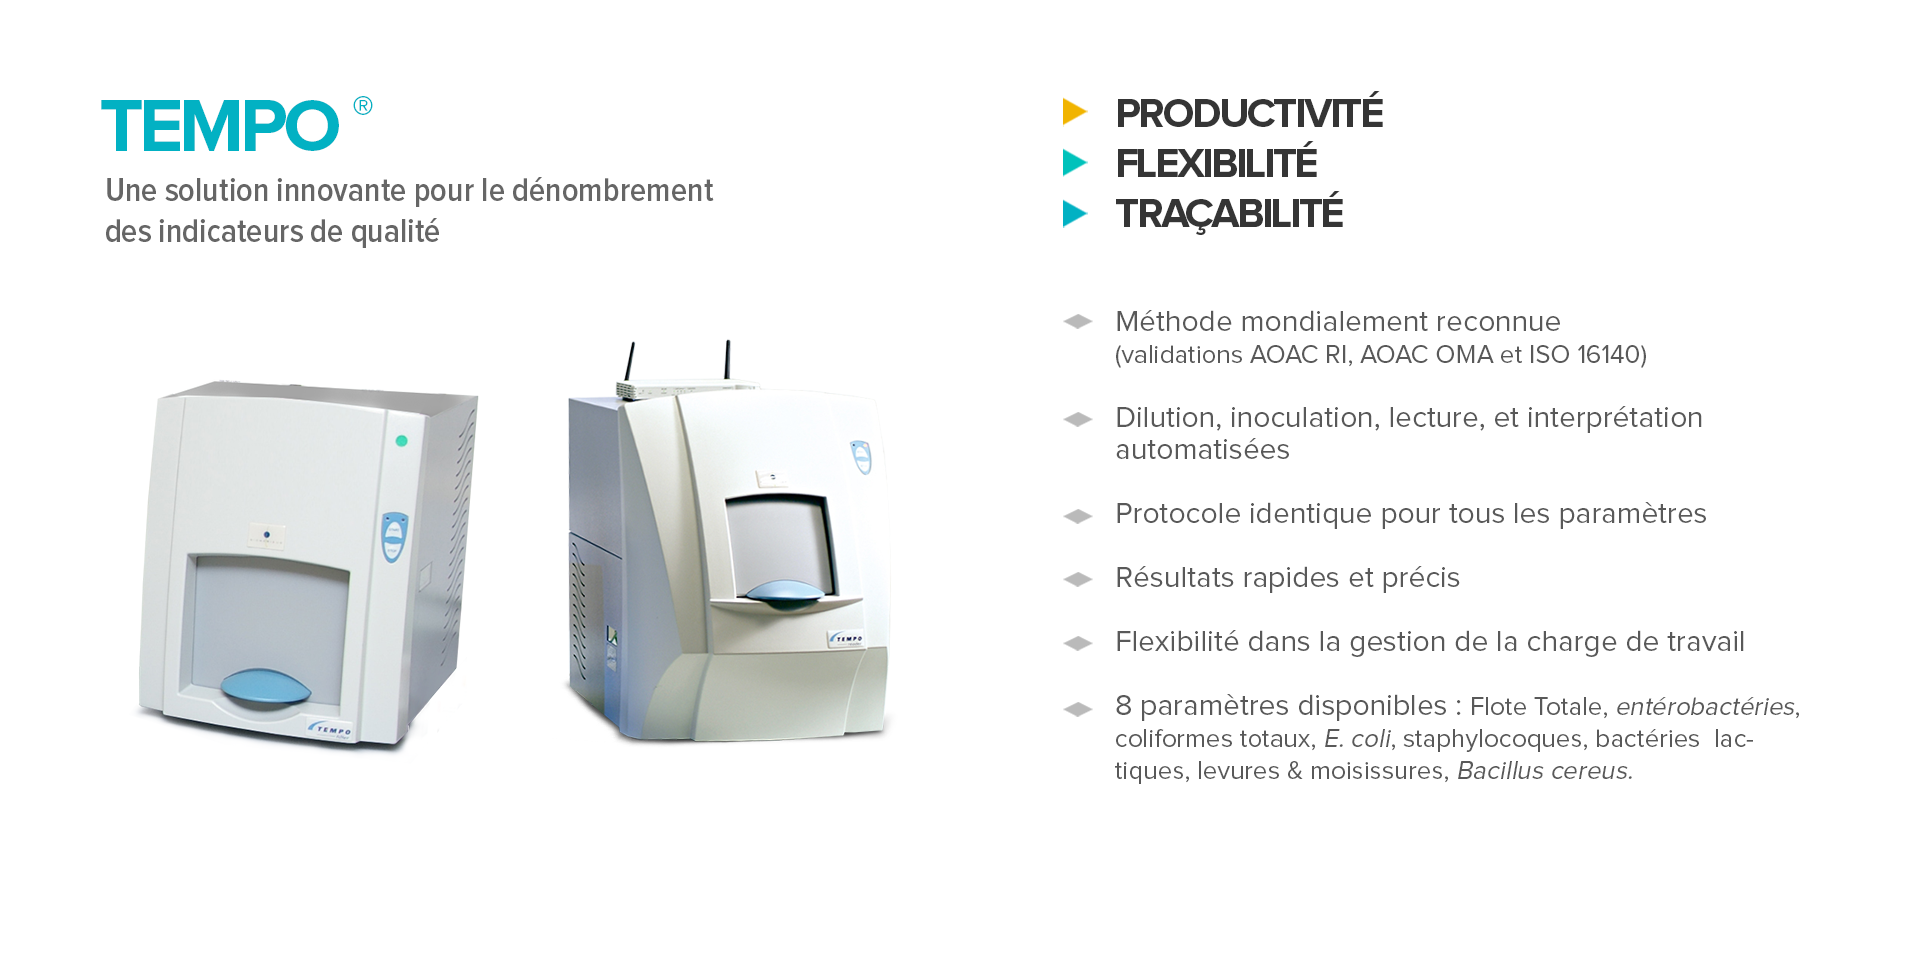 TEMPO ®
Une solution innovante pour le dénombrement
des indicateurs de qualité
PRODUCTIVITÉ
FLEXIBILITÉ
TRAÇABILITÉ
Méthode mondialement reconnue
(validations AOAC RI, AOAC OMA et ISO 16140)
Dilution, inoculation, lecture, et interprétation
automatisées
Protocole identique pour tous les paramètres
Résultats rapides et précis
Flexibilité dans la gestion de la charge de travail
8 paramètres disponibles : Flote Totale, entérobactéries,
coliformes totaux, E. coli, staphylocoques, bactéries lac-
tiques, levures & moisissures, Bacillus cereus.
TEMPO
TEMPO